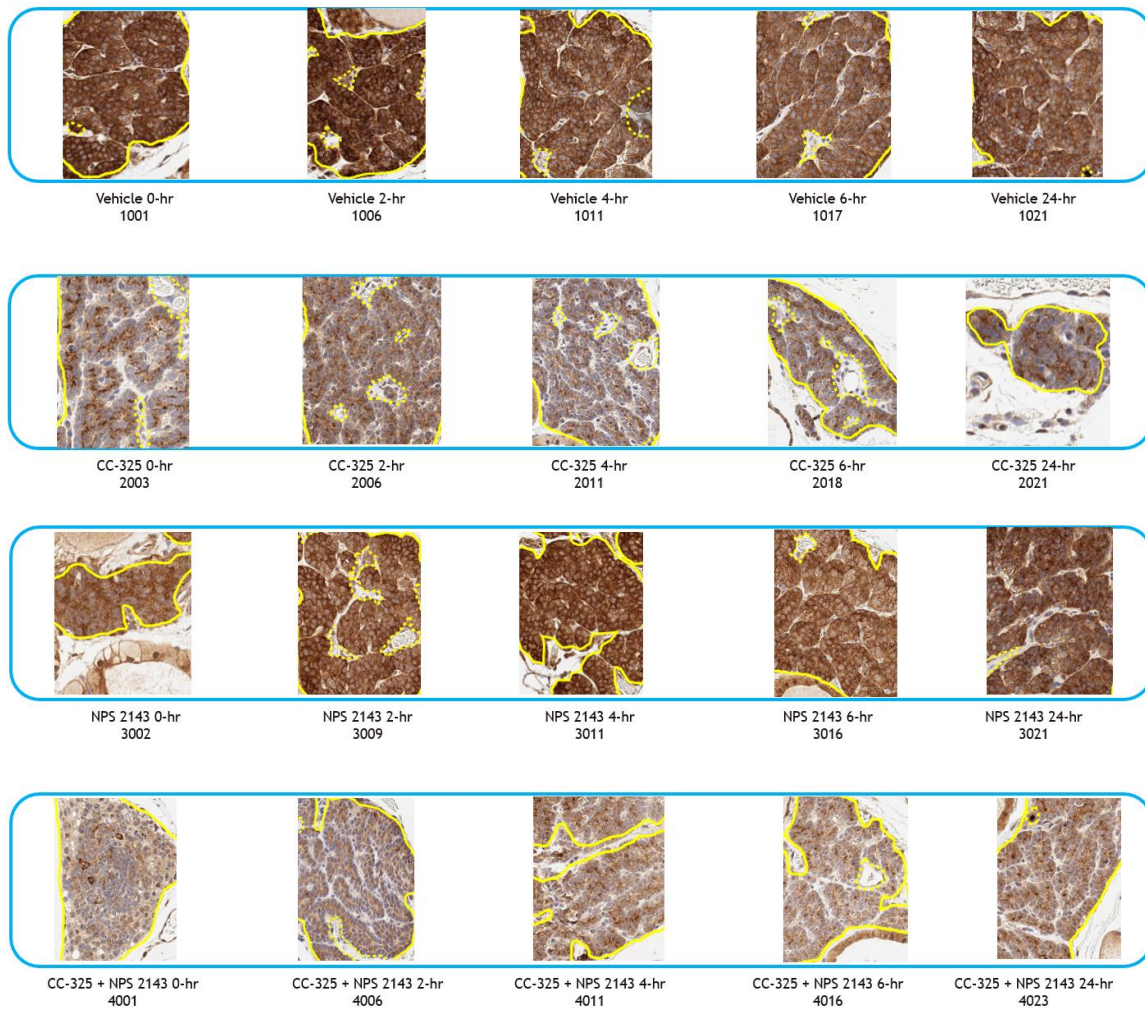 Vehicle 0-hr
1001
Vehicle 2-hr
1006
Vehicle 4-hr
1011
Vehicle 6-hr
1017
Vehicle 24-hr
1021
CC-325 0-hr
2003
CC-325 2-hr
2006
CC-325 4-hr
2011
CC-325 6-hr
2018
CC-325 24-hr
2021
NPS 2143 0-hr
3002
NPS 2143 2-hr
3009
NPS 2143 4-hr
3011
NPS 2143 6-hr
3016
NPS 2143 24-hr
3021
CC-325 + NPS 2143 0-hr
4001
CC-325 + NPS 2143 2-hr
4006
CC-325 + NPS 2143 4-hr
4011
CC-325 + NPS 2143 6-hr
4016
CC-325 + NPS 2143 24-hr
4023